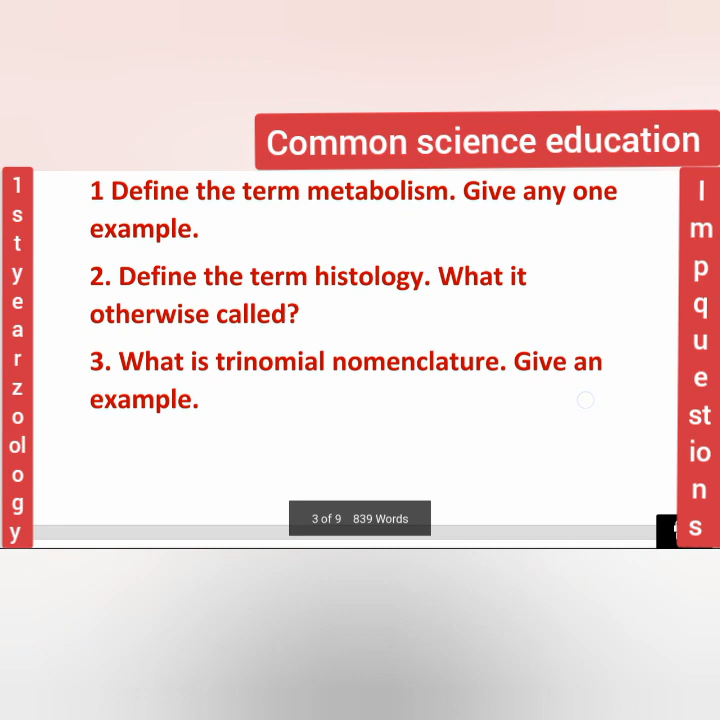 Common science education
1st year zoology
1 Define the term metabolism. Give any one
example.
2. Define the term histology. What it
otherwise called?
3. What is trinomial nomenclature. Give an
example.
Imp questions
3 of 9 839 Words